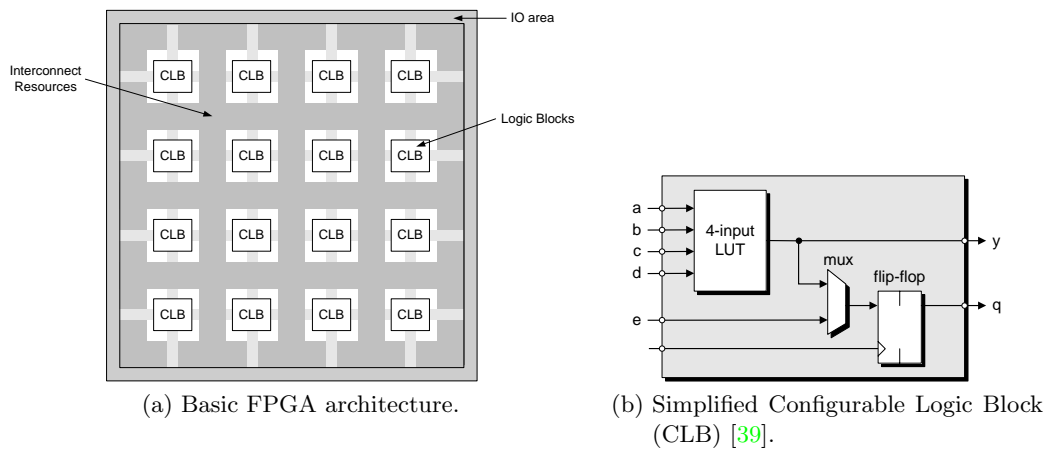 IO area
Interconnect
Resources
CLB CLB CLB CLB
Logic Blocks
CLB CLB CLB CLB
CLB CLB CLB CLB
CLB CLB CLB CLB
(a) Basic FPGA architecture.
a
b
c
d
e
4-input
LUT
mux
flip-flop
y
q
(b) Simplified Configurable Logic Block
(CLB) [39].